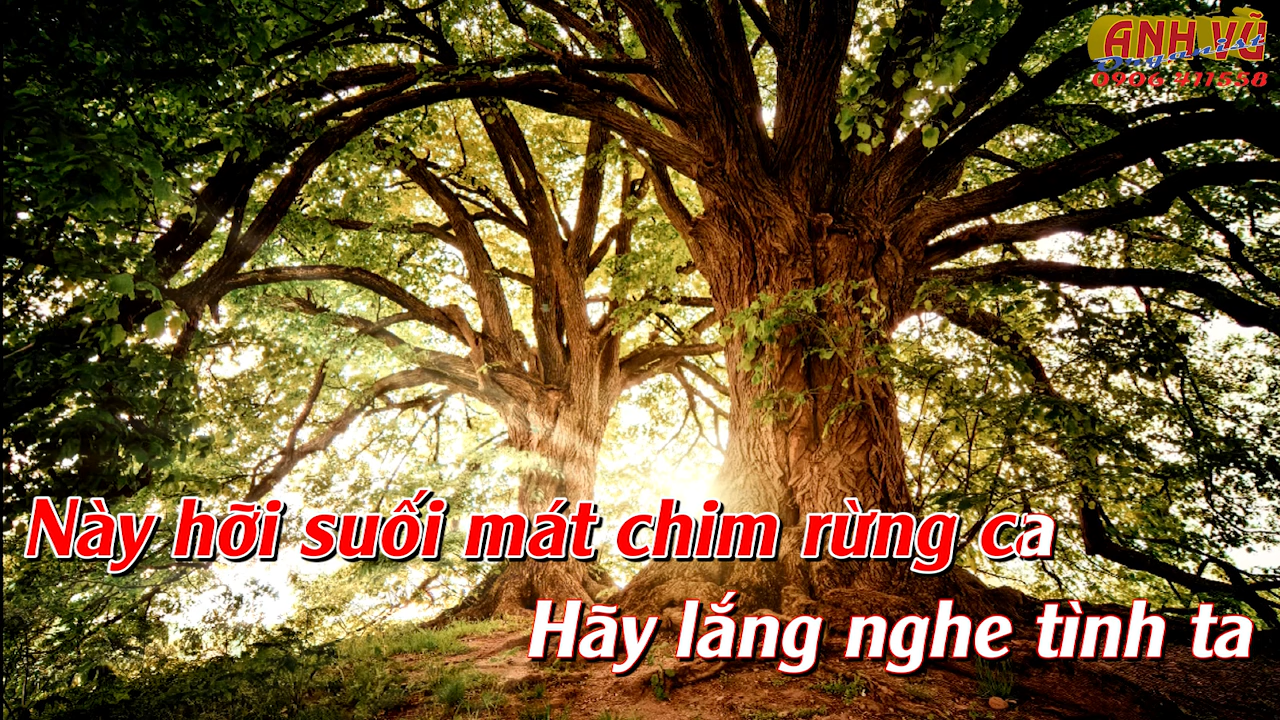 ANH VŨ
Organist
0906 411558
Này hỡi suối mát chim rừng ca
Hãy lắng nghe tình ta